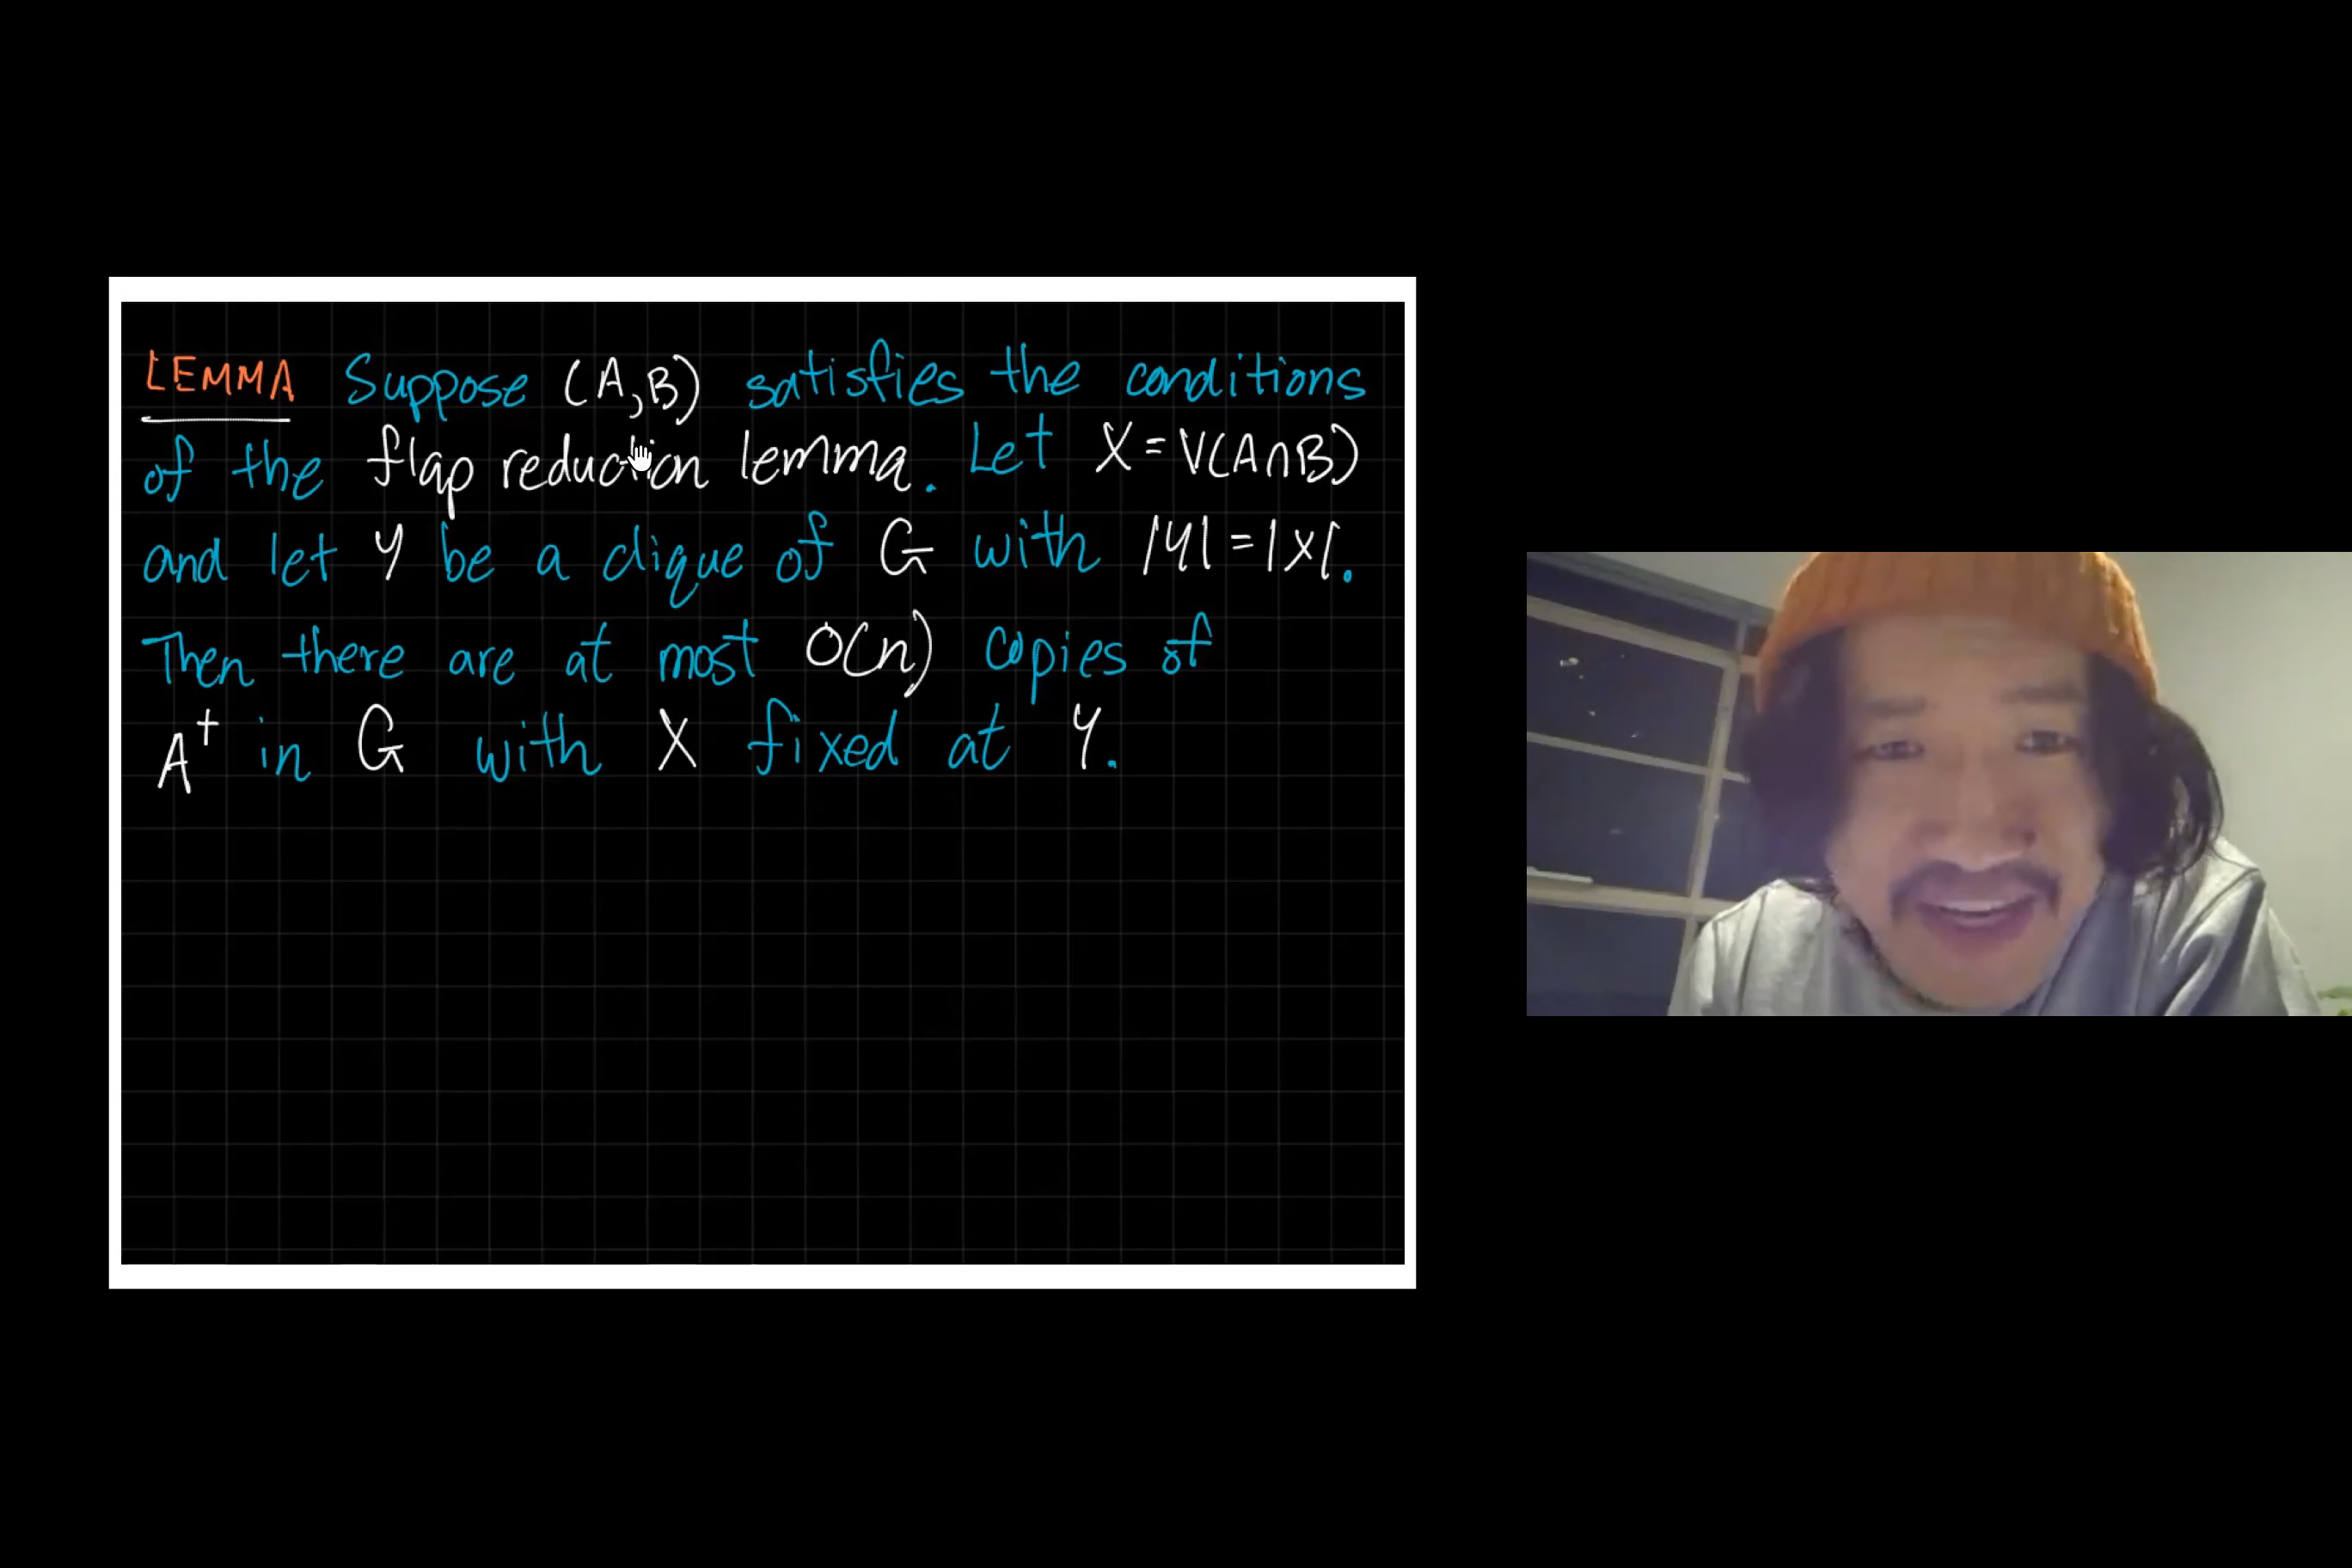 LEMMA Suppose (A,B) satisfies the conditions
of the flap reduction lemma. Let X = V(A∩B)
and let Y be a clique of G with |Y| = |X|.
Then there are at most O(n) copies of
A⁺ in G with X fixed at Y.